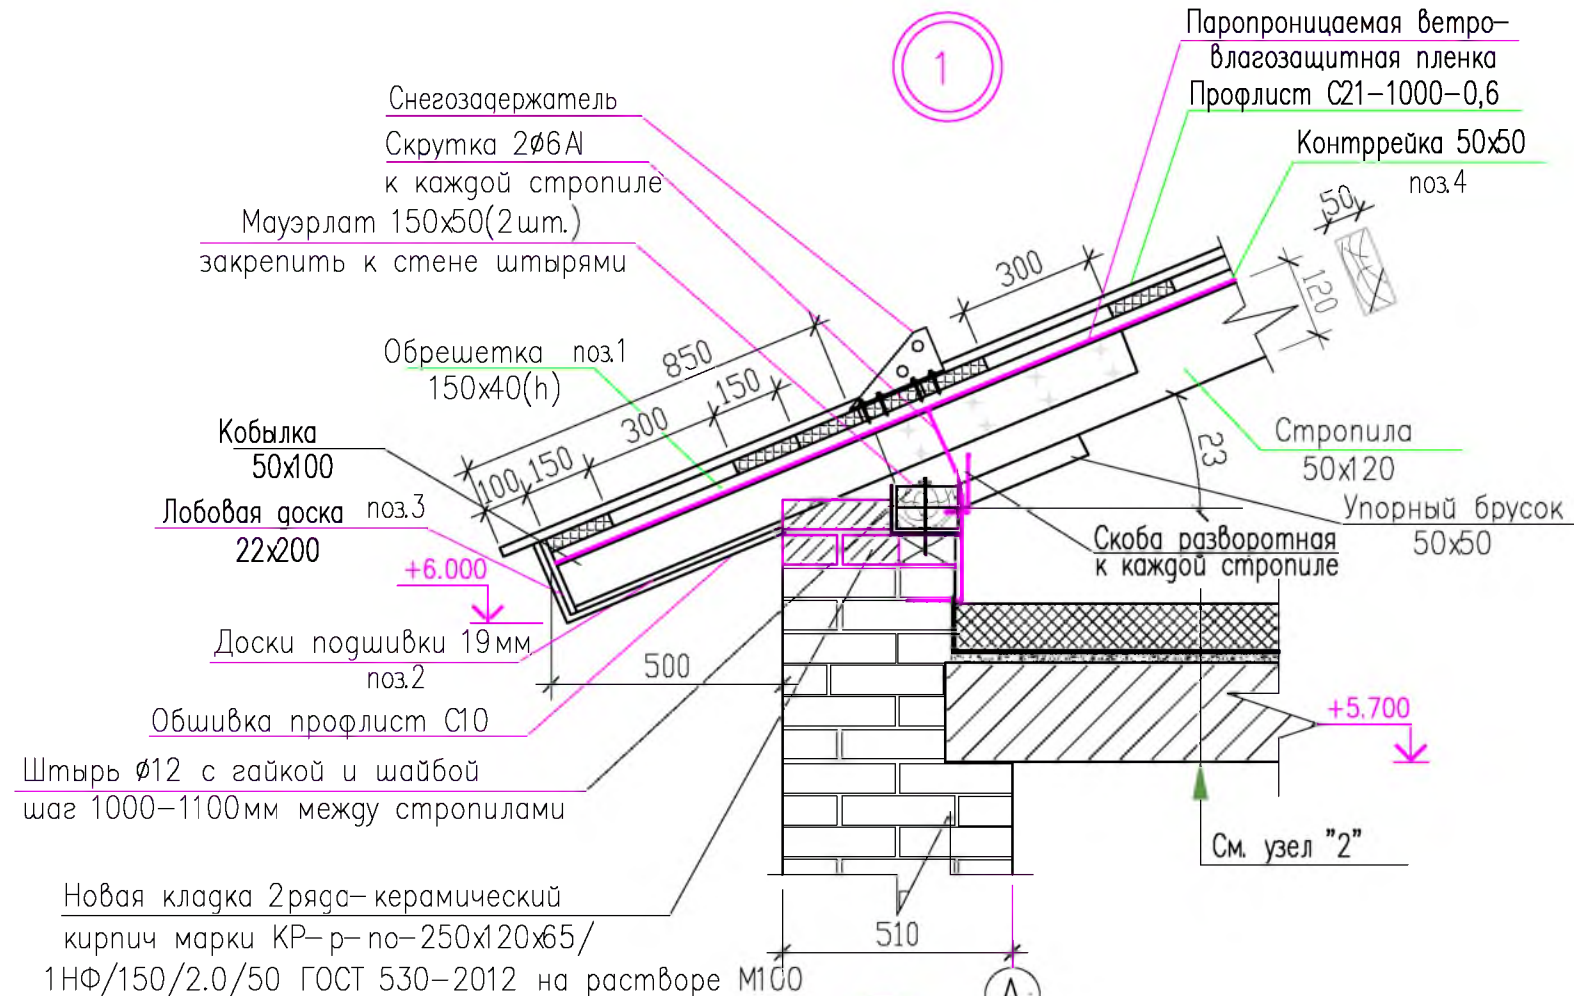 1
Паропроницаемая ветро-
влагозащитная пленка
Профлист С21-1000-0,6
Контррейка 50х50
поз.4
50
120
Снегозадержатель
Скрутка 2ø6АI
к каждой стропиле
Мауэрлат 150х50(2шт.)
закрепить к стене штырями
300
850
Обрешетка поз.1
150х40(h)
150
300
Кобылка
50х100
100
150
Лобовая доска поз.3
22х200
+6.000
23
Стропила
50х120
Упорный брусок
50х50
Скоба разворотная
к каждой стропиле
Доски подшивки 19мм
поз.2
500
Обшивка профлист С10
+5.700
Штырь ø12 с гайкой и шайбой
шаг 1000-1100мм между стропилами
См. узел "2"
Новая кладка 2ряда-керамический
кирпич марки КР-р-по-250х120х65/
1НФ/150/2.0/50 ГОСТ 530-2012 на растворе М100
510
А